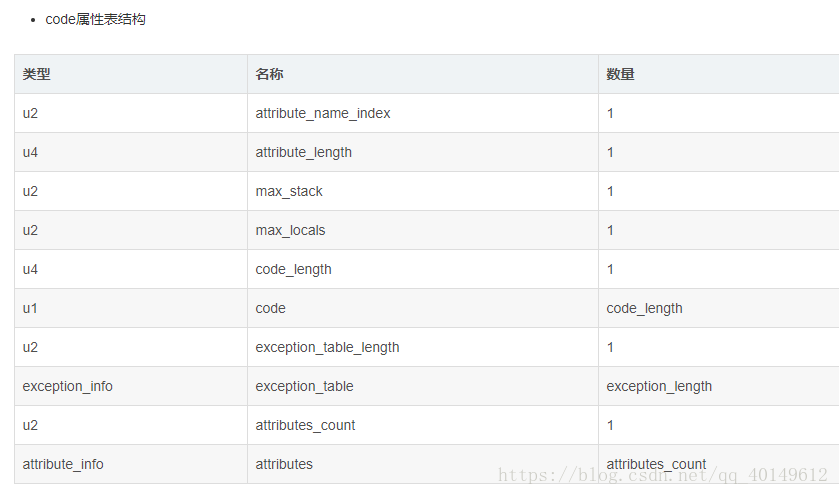 • code属性表结构
类型 名称 数量
u2 attribute_name_index 1
u4 attribute_length 1
u2 max_stack 1
u2 max_locals 1
u4 code_length 1
u1 code code_length
u2 exception_table_length 1
exception_info exception_table exception_length
u2 attributes_count 1
attribute_info attributes attributes_count
https://blog.csdn.net/qq_40149612